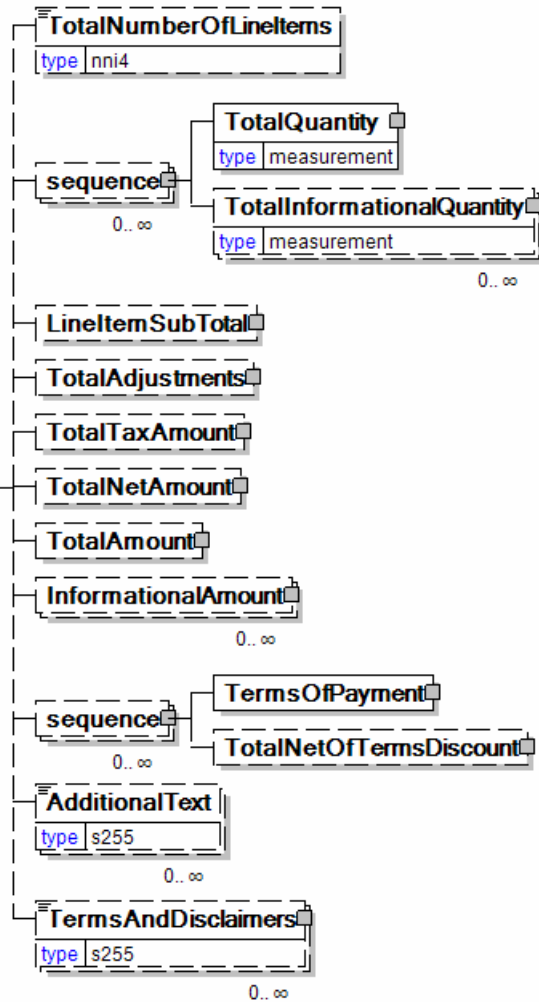 TotalNumberOfLineItems
type nni4
TotalQuantity
type measurement
sequence
0.. ∞
TotalInformationalQuantity
type measurement
0.. ∞
LineItemSubTotal
TotalAdjustments
TotalTaxAmount
TotalNetAmount
TotalAmount
InformationalAmount
0.. ∞
TermsOfPayment
sequence
0.. ∞
TotalNetOfTermsDiscount
AdditionalText
type s255
0.. ∞
TermsAndDisclaimers
type s255
0.. ∞